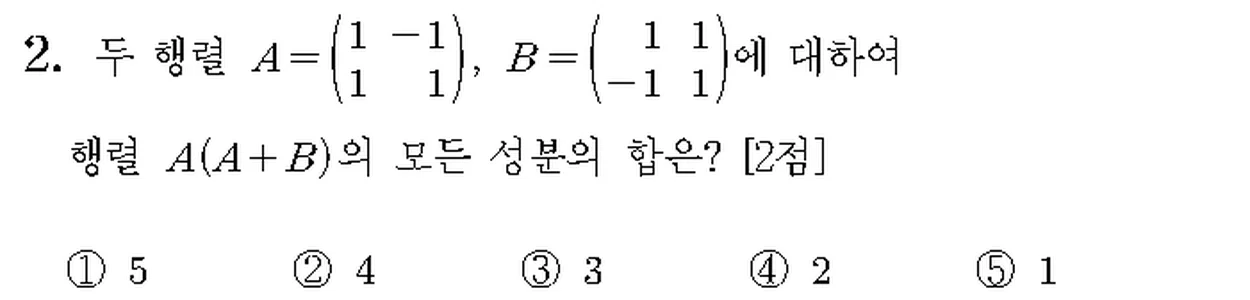 2. 두 행렬 A=(1 -1 1 1), B=(1 1 -1 1)에 대하여
행렬 A(A+B)의 모든 성분의 합은? [2점]
① 5 ② 4 ③ 3 ④ 2 ⑤ 1